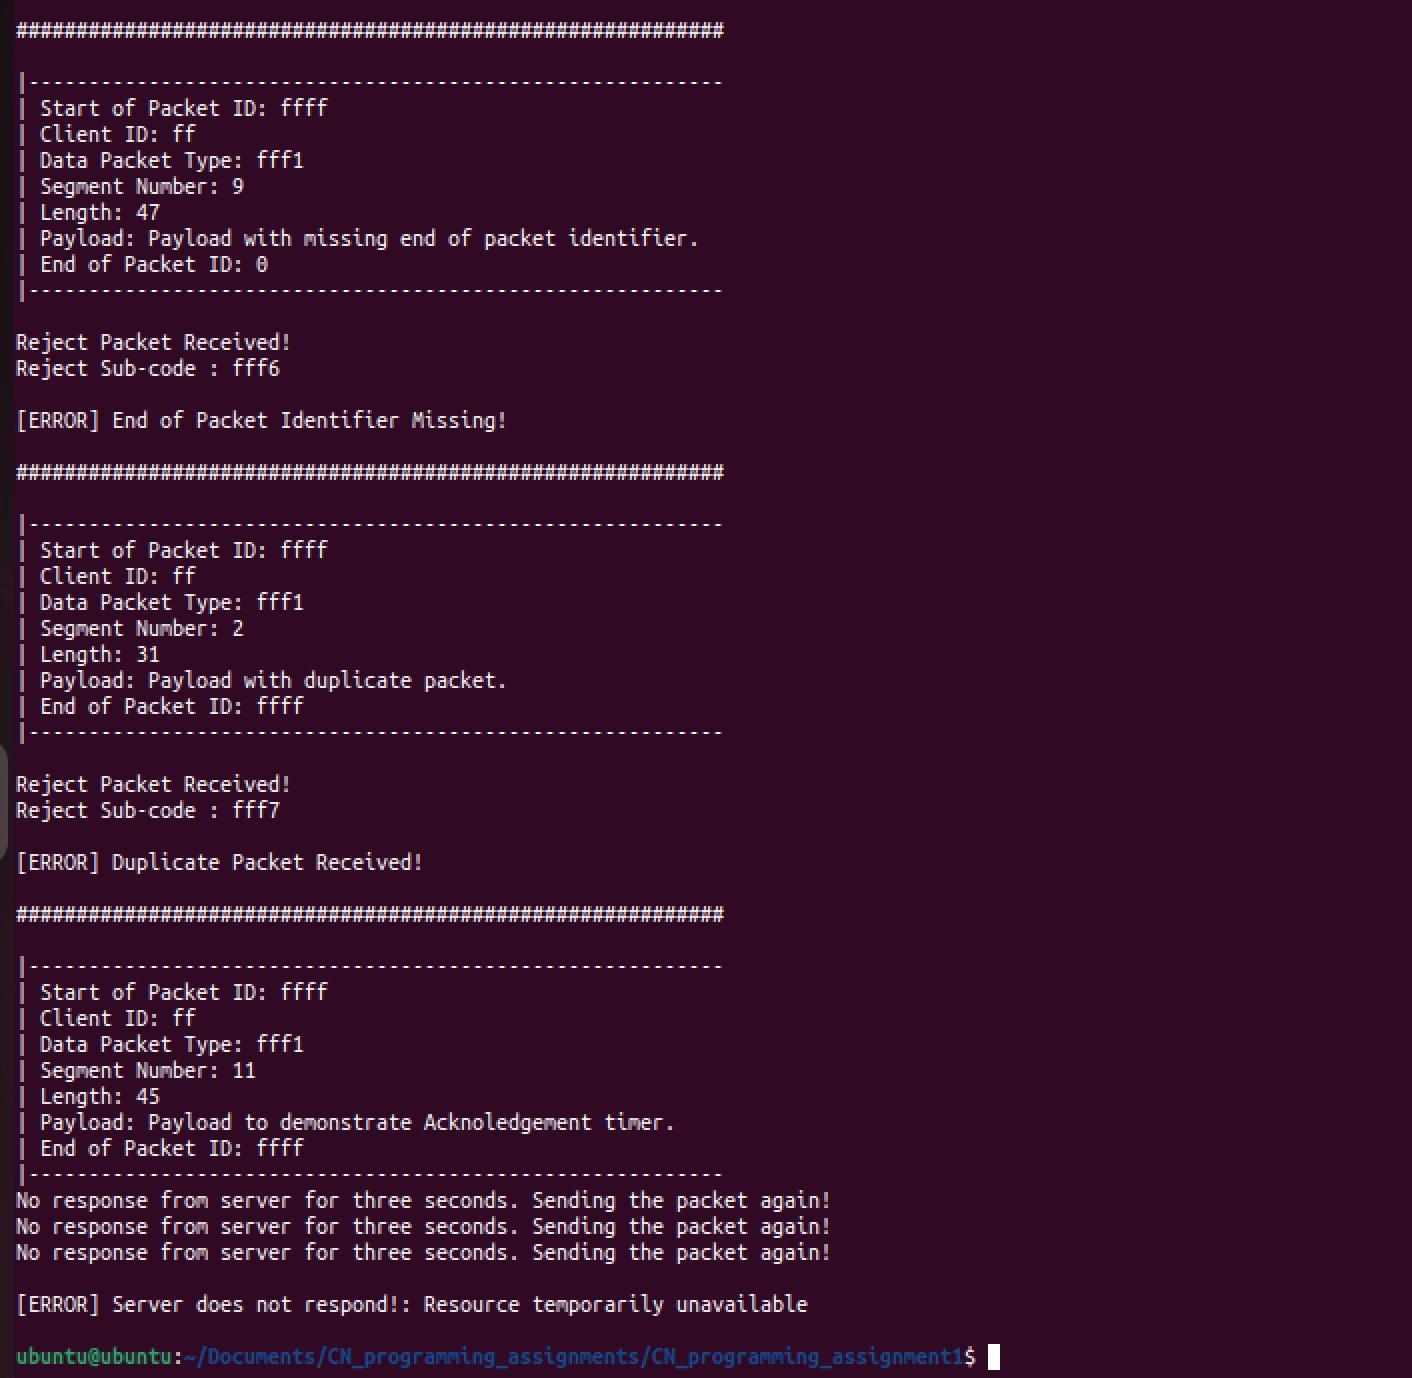 ###########################################################
|----------------------------------------------------------
| Start of Packet ID: ffff
| Client ID: ff
| Data Packet Type: fff1
| Segment Number: 9
| Length: 47
| Payload: Payload with missing end of packet identifier.
| End of Packet ID: 0
|----------------------------------------------------------
Reject Packet Received!
Reject Sub-code : fff6
[ERROR] End of Packet Identifier Missing!
###########################################################
|----------------------------------------------------------
| Start of Packet ID: ffff
| Client ID: ff
| Data Packet Type: fff1
| Segment Number: 2
| Length: 31
| Payload: Payload with duplicate packet.
| End of Packet ID: ffff
|----------------------------------------------------------
Reject Packet Received!
Reject Sub-code : fff7
[ERROR] Duplicate Packet Received!
###########################################################
|----------------------------------------------------------
| Start of Packet ID: ffff
| Client ID: ff
| Data Packet Type: fff1
| Segment Number: 11
| Length: 45
| Payload: Payload to demonstrate Acknoledgement timer.
| End of Packet ID: ffff
|----------------------------------------------------------
No response from server for three seconds. Sending the packet again!
No response from server for three seconds. Sending the packet again!
No response from server for three seconds. Sending the packet again!
[ERROR] Server does not respond!: Resource temporarily unavailable
ubuntu@ubuntu:~/Documents/CN_programming_assignments/CN_programming_assignment1$